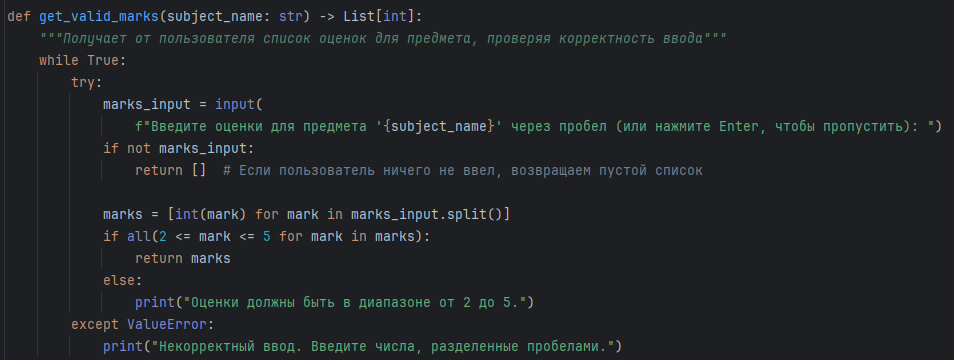 def get_valid_marks(subject_name: str) -> List[int]:
"""Получает от пользователя список оценок для предмета, проверяя корректность ввода"""
while True:
try:
marks_input = input(
f"Введите оценки для предмета '{subject_name}' через пробел (или нажмите Enter, чтобы пропустить): ")
if not marks_input:
return []  # Если пользователь ничего не ввел, возвращаем пустой список
marks = [int(mark) for mark in marks_input.split()]
if all(2 <= mark <= 5 for mark in marks):
return marks
else:
print("Оценки должны быть в диапазоне от 2 до 5.")
except ValueError:
print("Некорректный ввод. Введите числа, разделенные пробелами.")